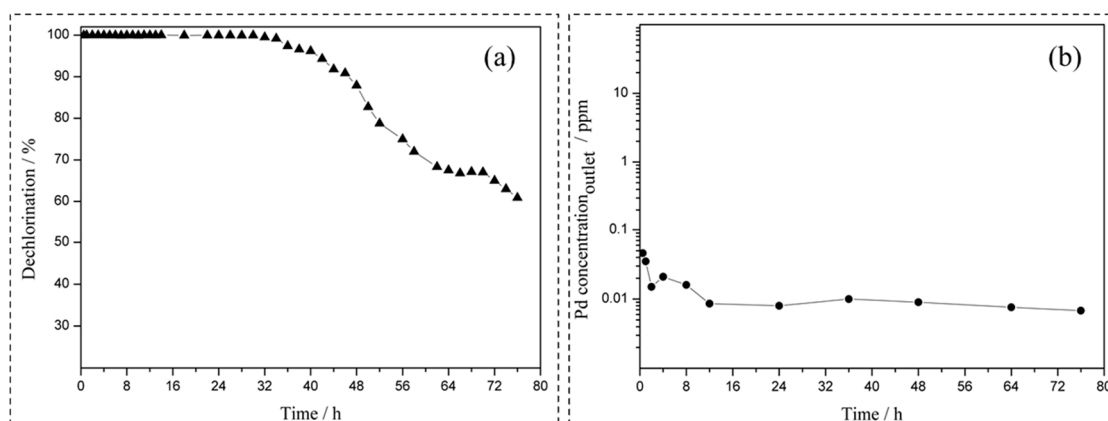 (a)
Dechlorination / %
100
90
80
70
60
50
40
30
0 8 16 24 32 40 48 56 64 72 80
Time / h
(b)
Pd concentration outlet / ppm
10
1
0.1
0.01
0 8 16 24 32 40 48 56 64 72 80
Time / h